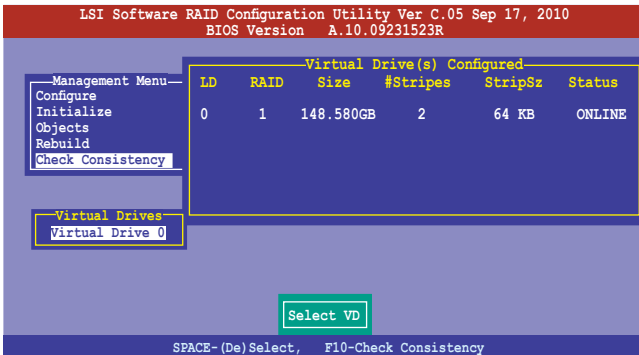 LSI Software RAID Configuration Utility Ver C.05 Sep 17, 2010
BIOS Version A.10.09231523R
Virtual Drive(s) Configured
LD RAID Size #Stripes StripSz Status
0 1 148.580GB 2 64 KB ONLINE
Management Menu
Configure
Initialize
Objects
Rebuild
Check Consistency
Virtual Drives
Virtual Drive 0
Select VD
SPACE-(De)Select, F10-Check Consistency